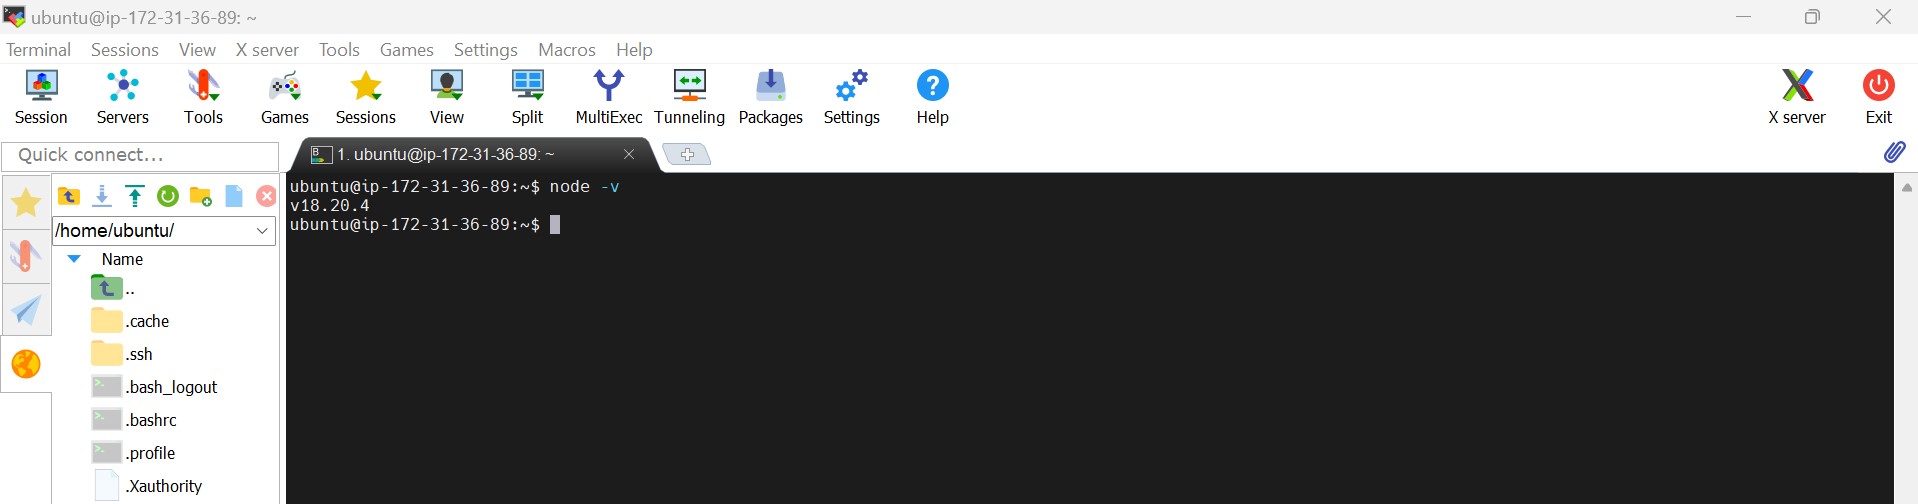 ubuntu@ip-172-31-36-89: ~
Terminal Sessions View X server Tools Games Settings Macros Help
Session Servers Tools Games Sessions View Split MultiExec Tunneling Packages Settings Help X server Exit
Quick connect...
1. ubuntu@ip-172-31-36-89: ~
/home/ubuntu/
Name
..
.cache
.ssh
.bash_logout
.bashrc
.profile
.Xauthority
ubuntu@ip-172-31-36-89:~$ node -v
v18.20.4
ubuntu@ip-172-31-36-89:~$